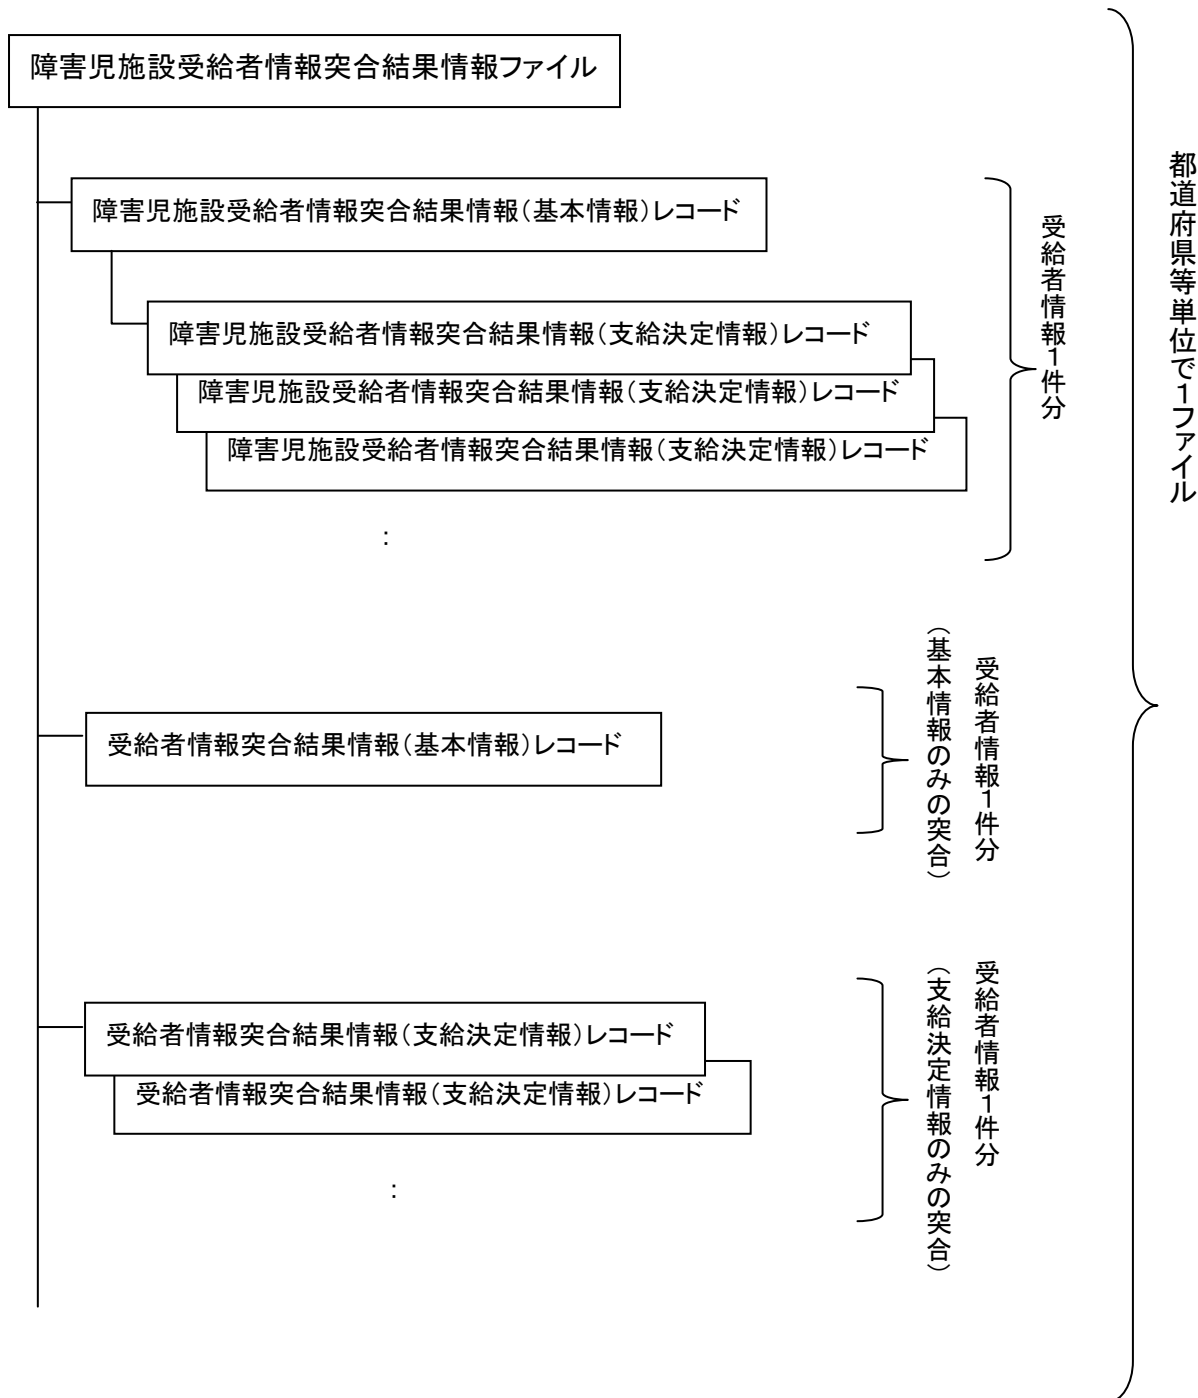 障害児施設受給者情報突合結果情報ファイル
障害児施設受給者情報突合結果情報（基本情報）レコード
障害児施設受給者情報突合結果情報（支給決定情報）レコード
障害児施設受給者情報突合結果情報（支給決定情報）レコード
障害児施設受給者情報突合結果情報（支給決定情報）レコード
：
受給者情報１件分
都道府県等単位で１ファイル
受給者情報突合結果情報（基本情報）レコード
受給者情報１件分
（基本情報のみの突合）
受給者情報突合結果情報（支給決定情報）レコード
受給者情報突合結果情報（支給決定情報）レコード
：
受給者情報１件分
（支給決定情報のみの突合）